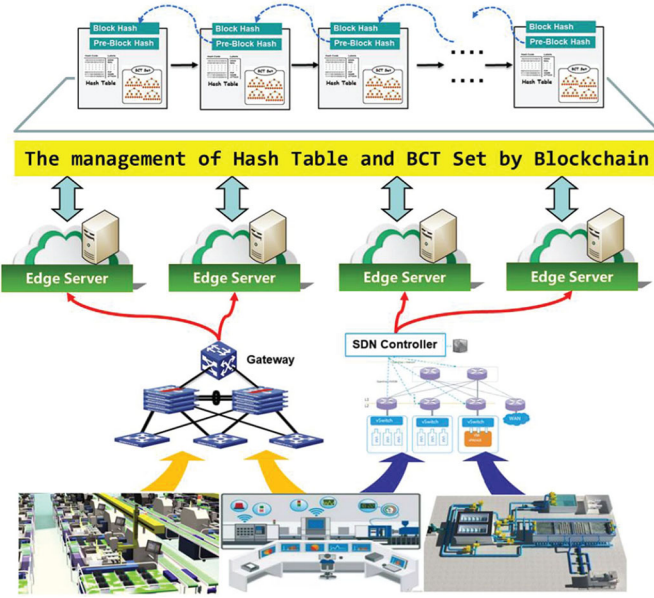 Block Hash
Pre-Block Hash
BCT Set
Hash Table
Block Hash
Pre-Block Hash
BCT Set
Hash Table
Block Hash
Pre-Block Hash
BCT Set
Hash Table
Block Hash
Pre-Block Hash
BCT Set
Hash Table
The management of Hash Table and BCT Set by Blockchain
Edge Server
Edge Server
Edge Server
Edge Server
Gateway
SDN Controller
vSwitch
vSwitch
vSwitch
WAN